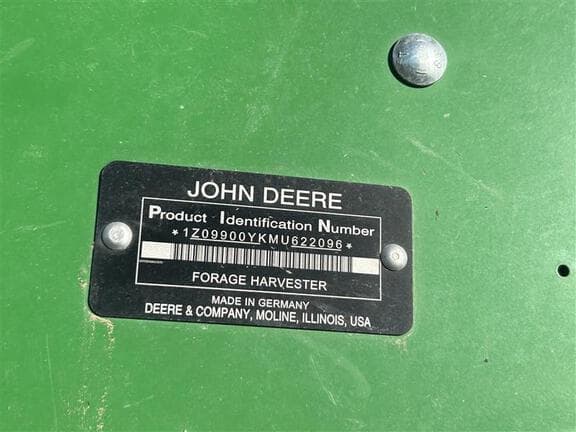 JOHN DEERE
Product Identification Number
*1Z09900YKMU622096*
FORAGE HARVESTER
MADE IN GERMANY
DEERE & COMPANY, MOLINE, ILLINOIS, USA